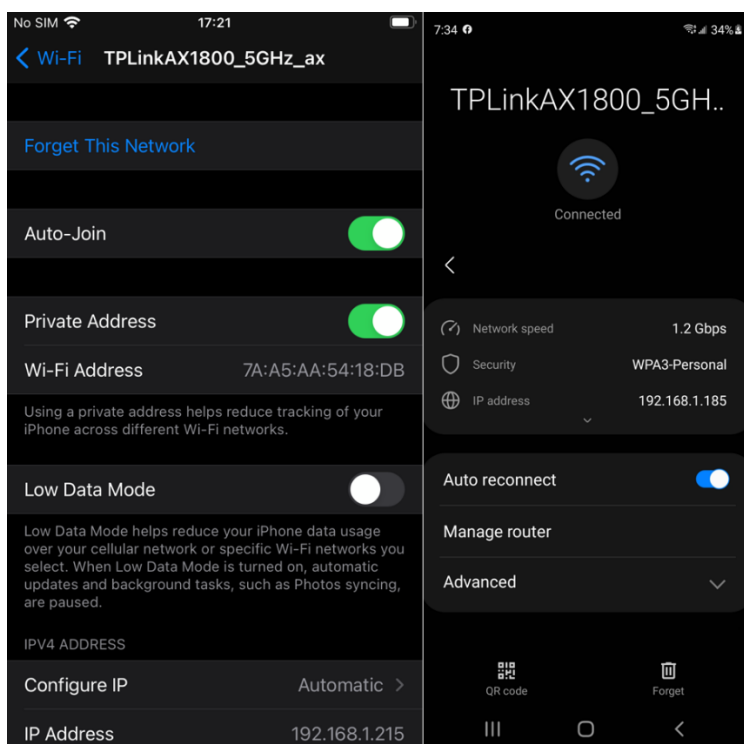 No SIM 17:21
Wi-Fi TPLinkAX1800_5GHz_ax
Forget This Network
Auto-Join
Private Address
Wi-Fi Address 7A:A5:AA:54:18:DB
Using a private address helps reduce tracking of your
iPhone across different Wi-Fi networks.
Low Data Mode
Low Data Mode helps reduce your iPhone data usage
over your cellular network or specific Wi-Fi networks you
select. When Low Data Mode is turned on, automatic
updates and background tasks, such as Photos syncing,
are paused.
IPV4 ADDRESS
Configure IP Automatic
IP Address 192.168.1.215
7:34 34%
TPLinkAX1800_5GH..
Connected
Network speed 1.2 Gbps
Security WPA3-Personal
IP address 192.168.1.185
Auto reconnect
Manage router
Advanced
QR code Forget